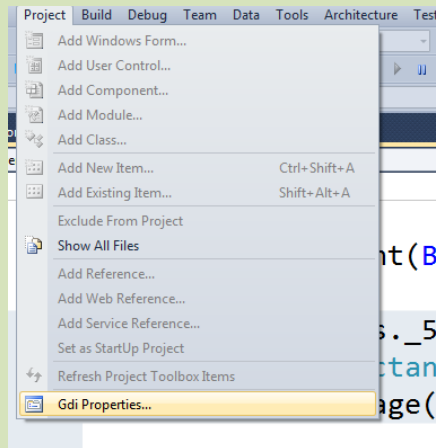 Project Build Debug Team Data Tools Architecture Test
Add Windows Form...
Add User Control...
Add Component...
Add Module...
Add Class...
Add New Item... Ctrl+Shift+A
Add Existing Item... Shift+Alt+A
Exclude From Project
Show All Files
nt(B
Add Reference...
Add Web Reference...
Add Service Reference...
s._5
Set as StartUp Project
ctan
Refresh Project Toolbox Items
Gdi Properties...
age(